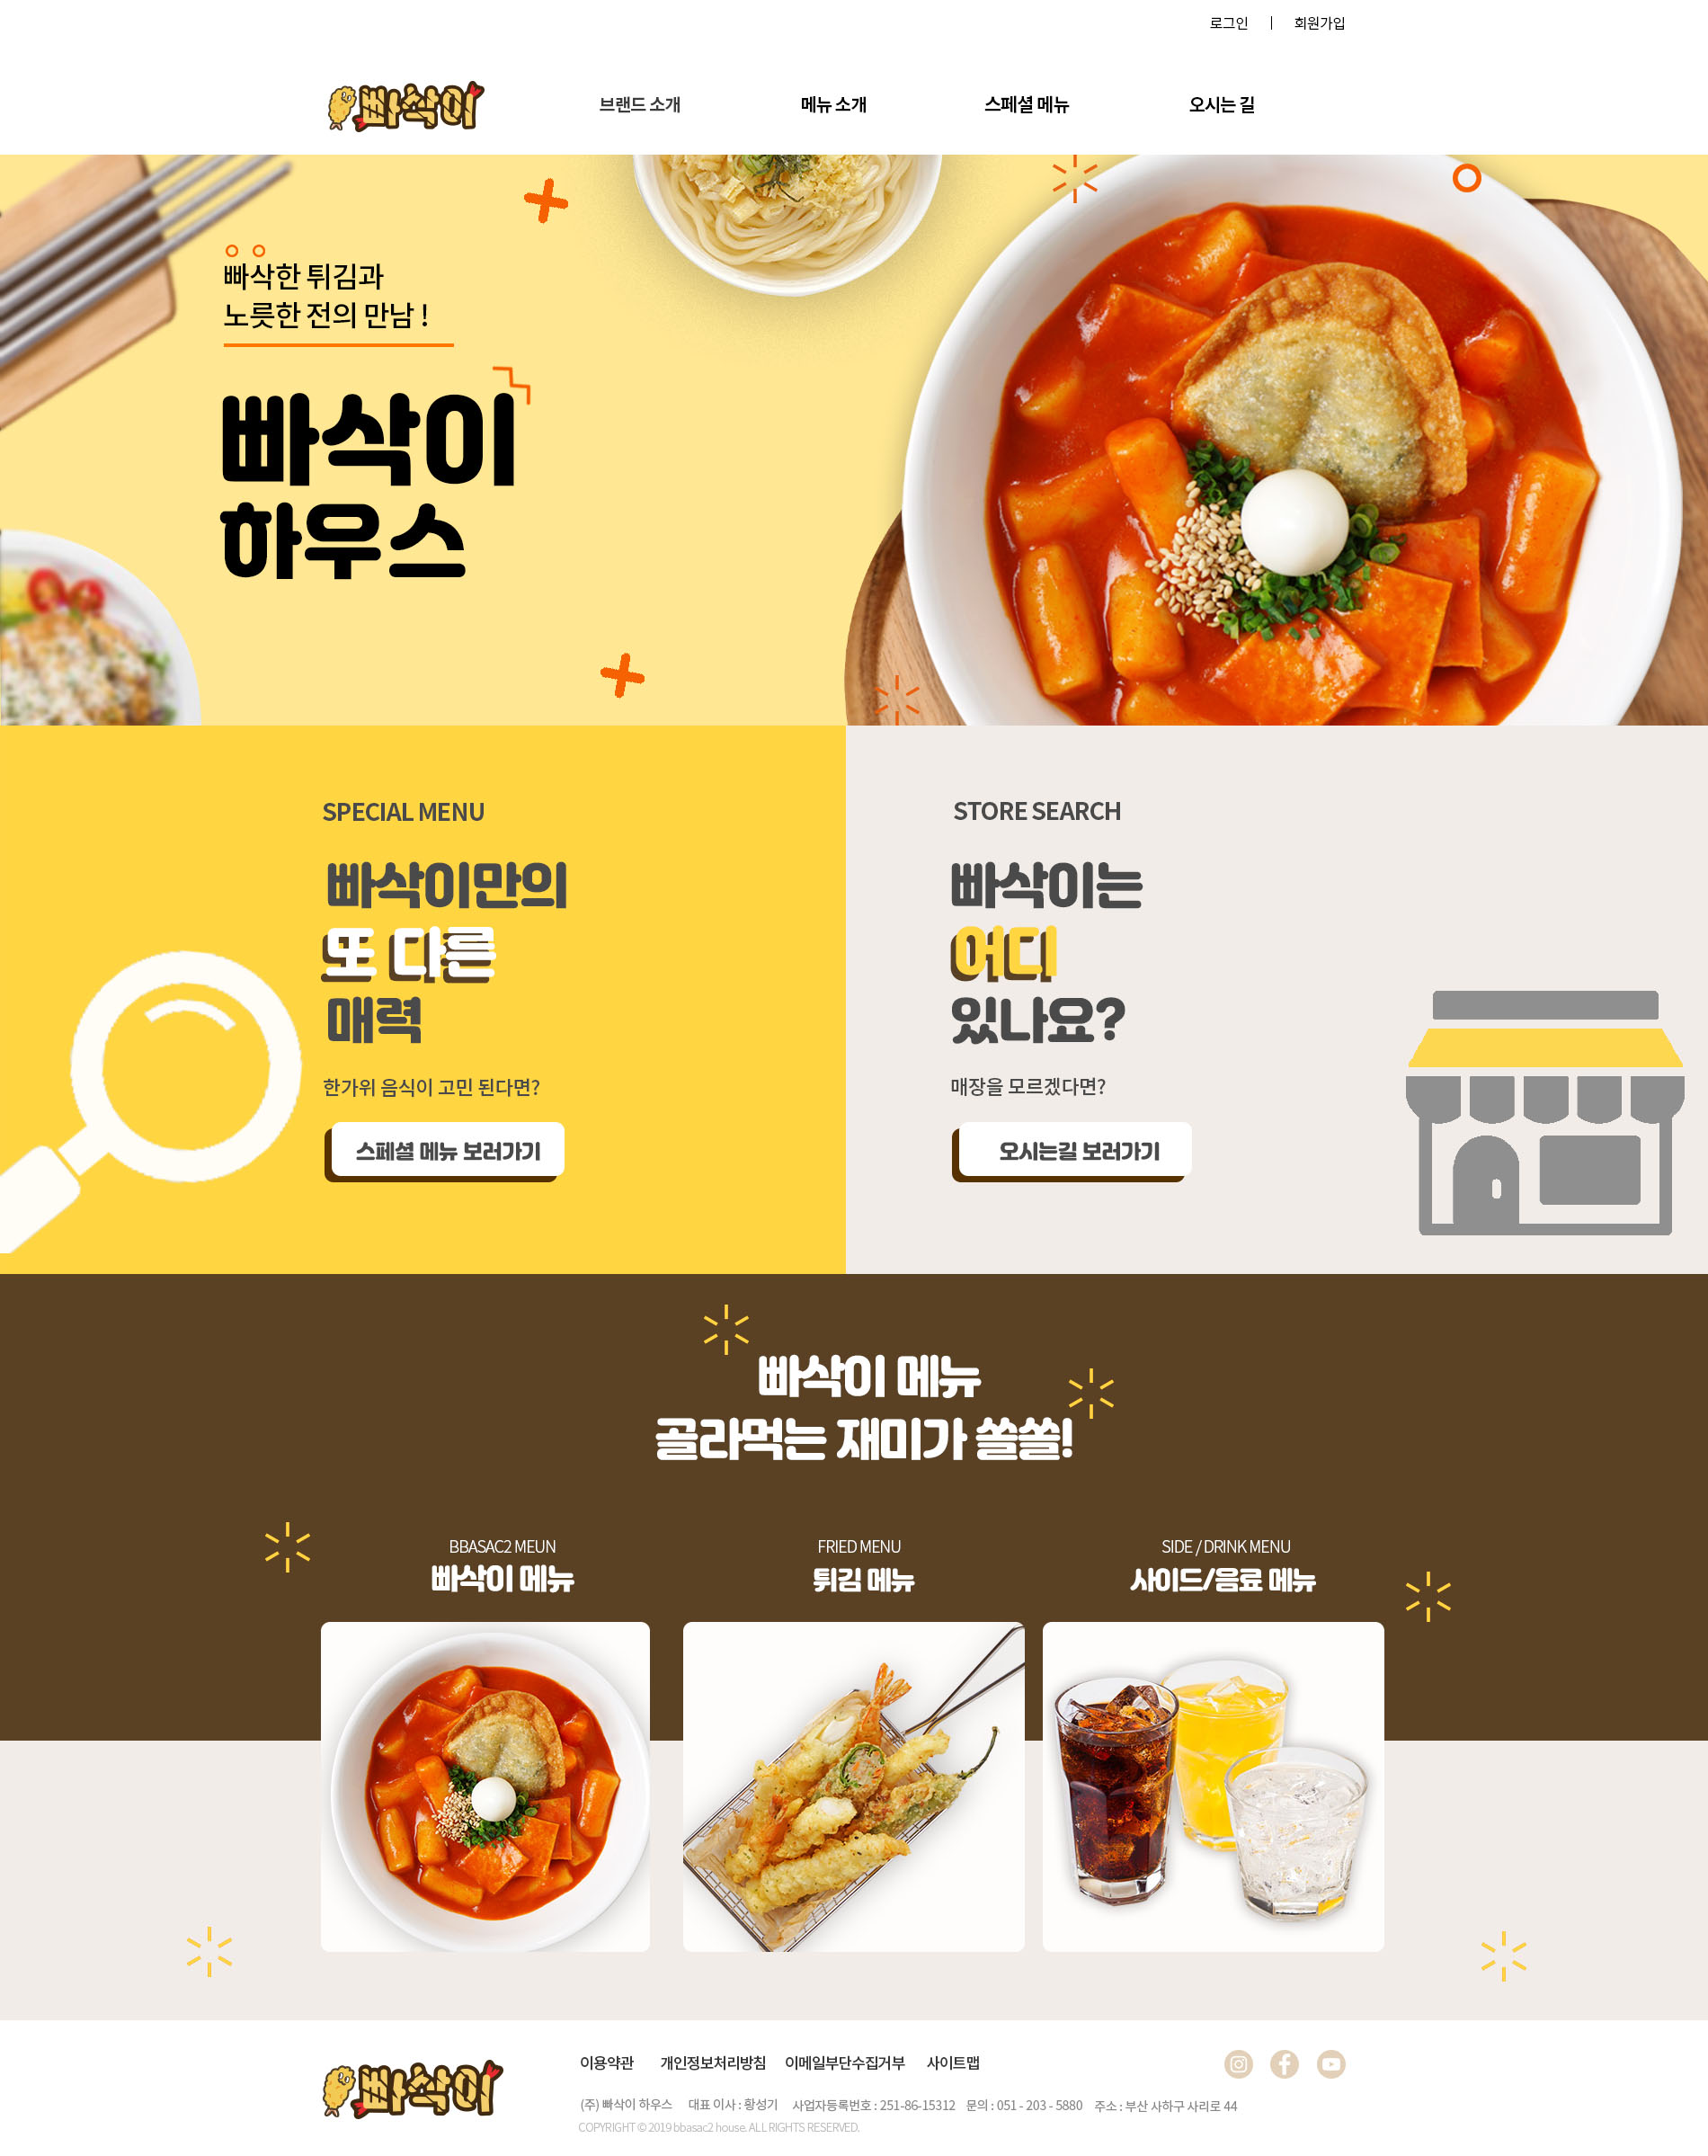 로그인 | 회원가입
빠삭이
브랜드 소개 메뉴 소개 스페셜 메뉴 오시는 길
빠삭한 튀김과
노릇한 전의 만남 !
빠삭이
하우스
SPECIAL MENU
빠삭이만의
또 다른
매력
한가위 음식이 고민 된다면?
스페셜 메뉴 보러가기
STORE SEARCH
빠삭이는
어디
있나요?
매장을 모르겠다면?
오시는길 보러가기
빠삭이 메뉴
골라먹는 재미가 쏠쏠!
BBASAC2 MEUN
빠삭이 메뉴
FRIED MENU
튀김 메뉴
SIDE / DRINK MENU
사이드/음료 메뉴
빠삭이
이용약관 개인정보처리방침 이메일부단수집거부 사이트맵
(주) 빠삭이 하우스 대표 이사 : 황성기 사업자등록번호 : 251-86-15312 문의 : 051 - 203 - 5880 주소 : 부산 사하구 사리로 44
COPYRIGHT © 2019 bbasac2 house. ALL RIGHTS RESERVED.